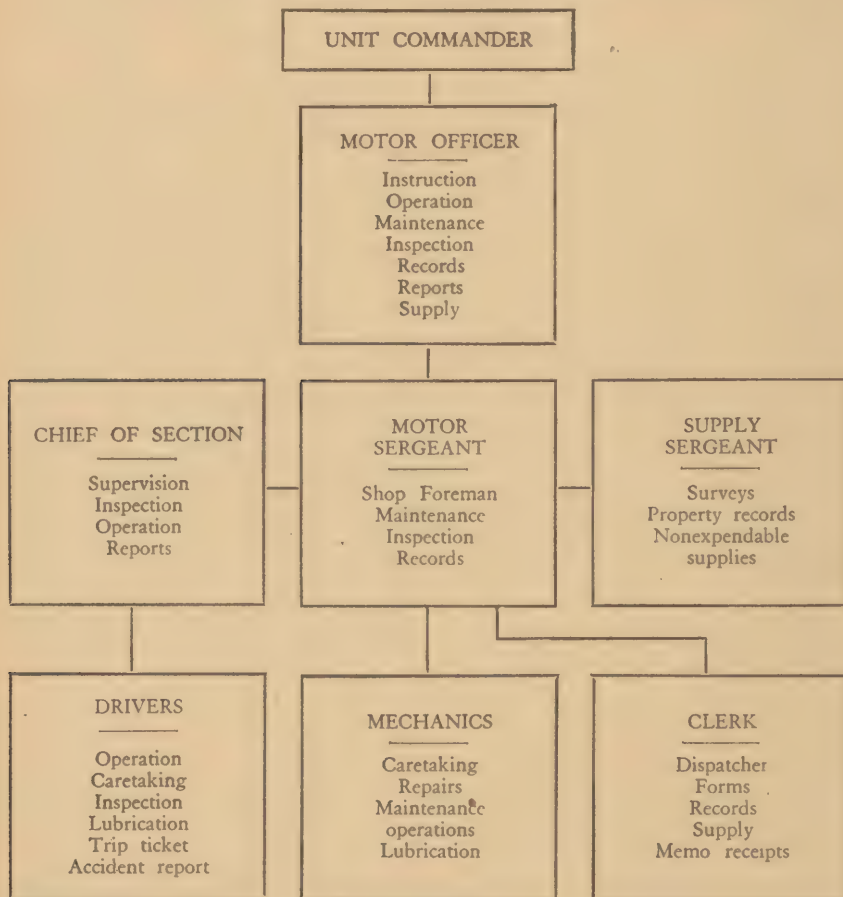 UNIT COMMANDER
MOTOR OFFICER
Instruction
Operation
Maintenance
Inspection
Records
Reports
Supply
CHIEF OF SECTION
Supervision
Inspection
Operation
Reports
MOTOR
SERGEANT
Shop Foreman
Maintenance
Inspection
Records
SUPPLY
SERGEANT
Surveys
Property records
Nonexpendable
supplies
DRIVERS
Operation
Caretaking
Inspection
Lubrication
Trip ticket
Accident report
MECHANICS
Caretaking
Repairs
Maintenance
operations
Lubrication
CLERK
Dispatcher
Forms
Records
Supply
Memo receipts